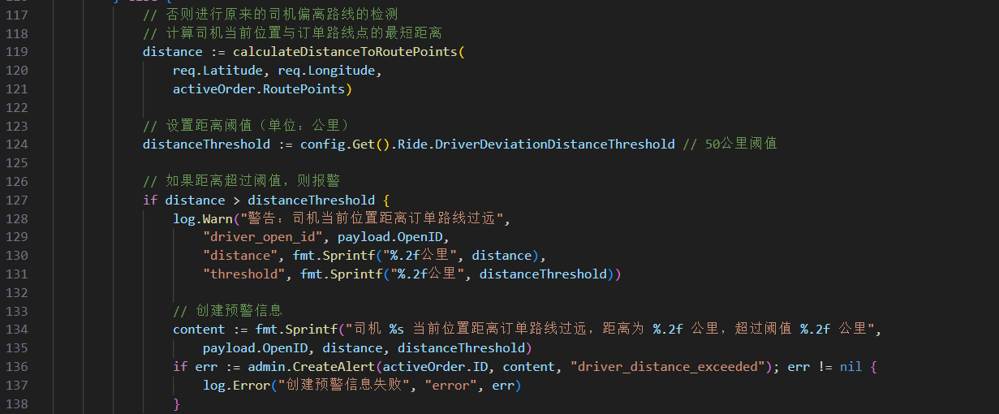 117 // 否则进行原来的司机偏离路线的检测
118 // 计算司机当前位置与订单路线点的最短距离
119 distance := calculateDistanceToRoutePoints(
120 req.Latitude, req.Longitude,
121 activeOrder.RoutePoints)
122
123 // 设置距离阈值（单位：公里）
124 distanceThreshold := config.Get().Ride.DriverDeviationDistanceThreshold // 50公里阈值
125
126 // 如果距离超过阈值，则报警
127 if distance > distanceThreshold {
128 log.Warn("警告：司机当前位置距离订单路线过远",
129 "driver_open_id", payload.OpenID,
130 "distance", fmt.Sprintf("%.2f公里", distance),
131 "threshold", fmt.Sprintf("%.2f公里", distanceThreshold))
132
133 // 创建预警信息
134 content := fmt.Sprintf("司机 %s 当前位置距离订单路线过远，距离为 %.2f 公里，超过阈值 %.2f 公里",
135 payload.OpenID, distance, distanceThreshold)
136 if err := admin.CreateAlert(activeOrder.ID, content, "driver_distance_exceeded"); err != nil {
137 log.Error("创建预警信息失败", "error", err)
138 }